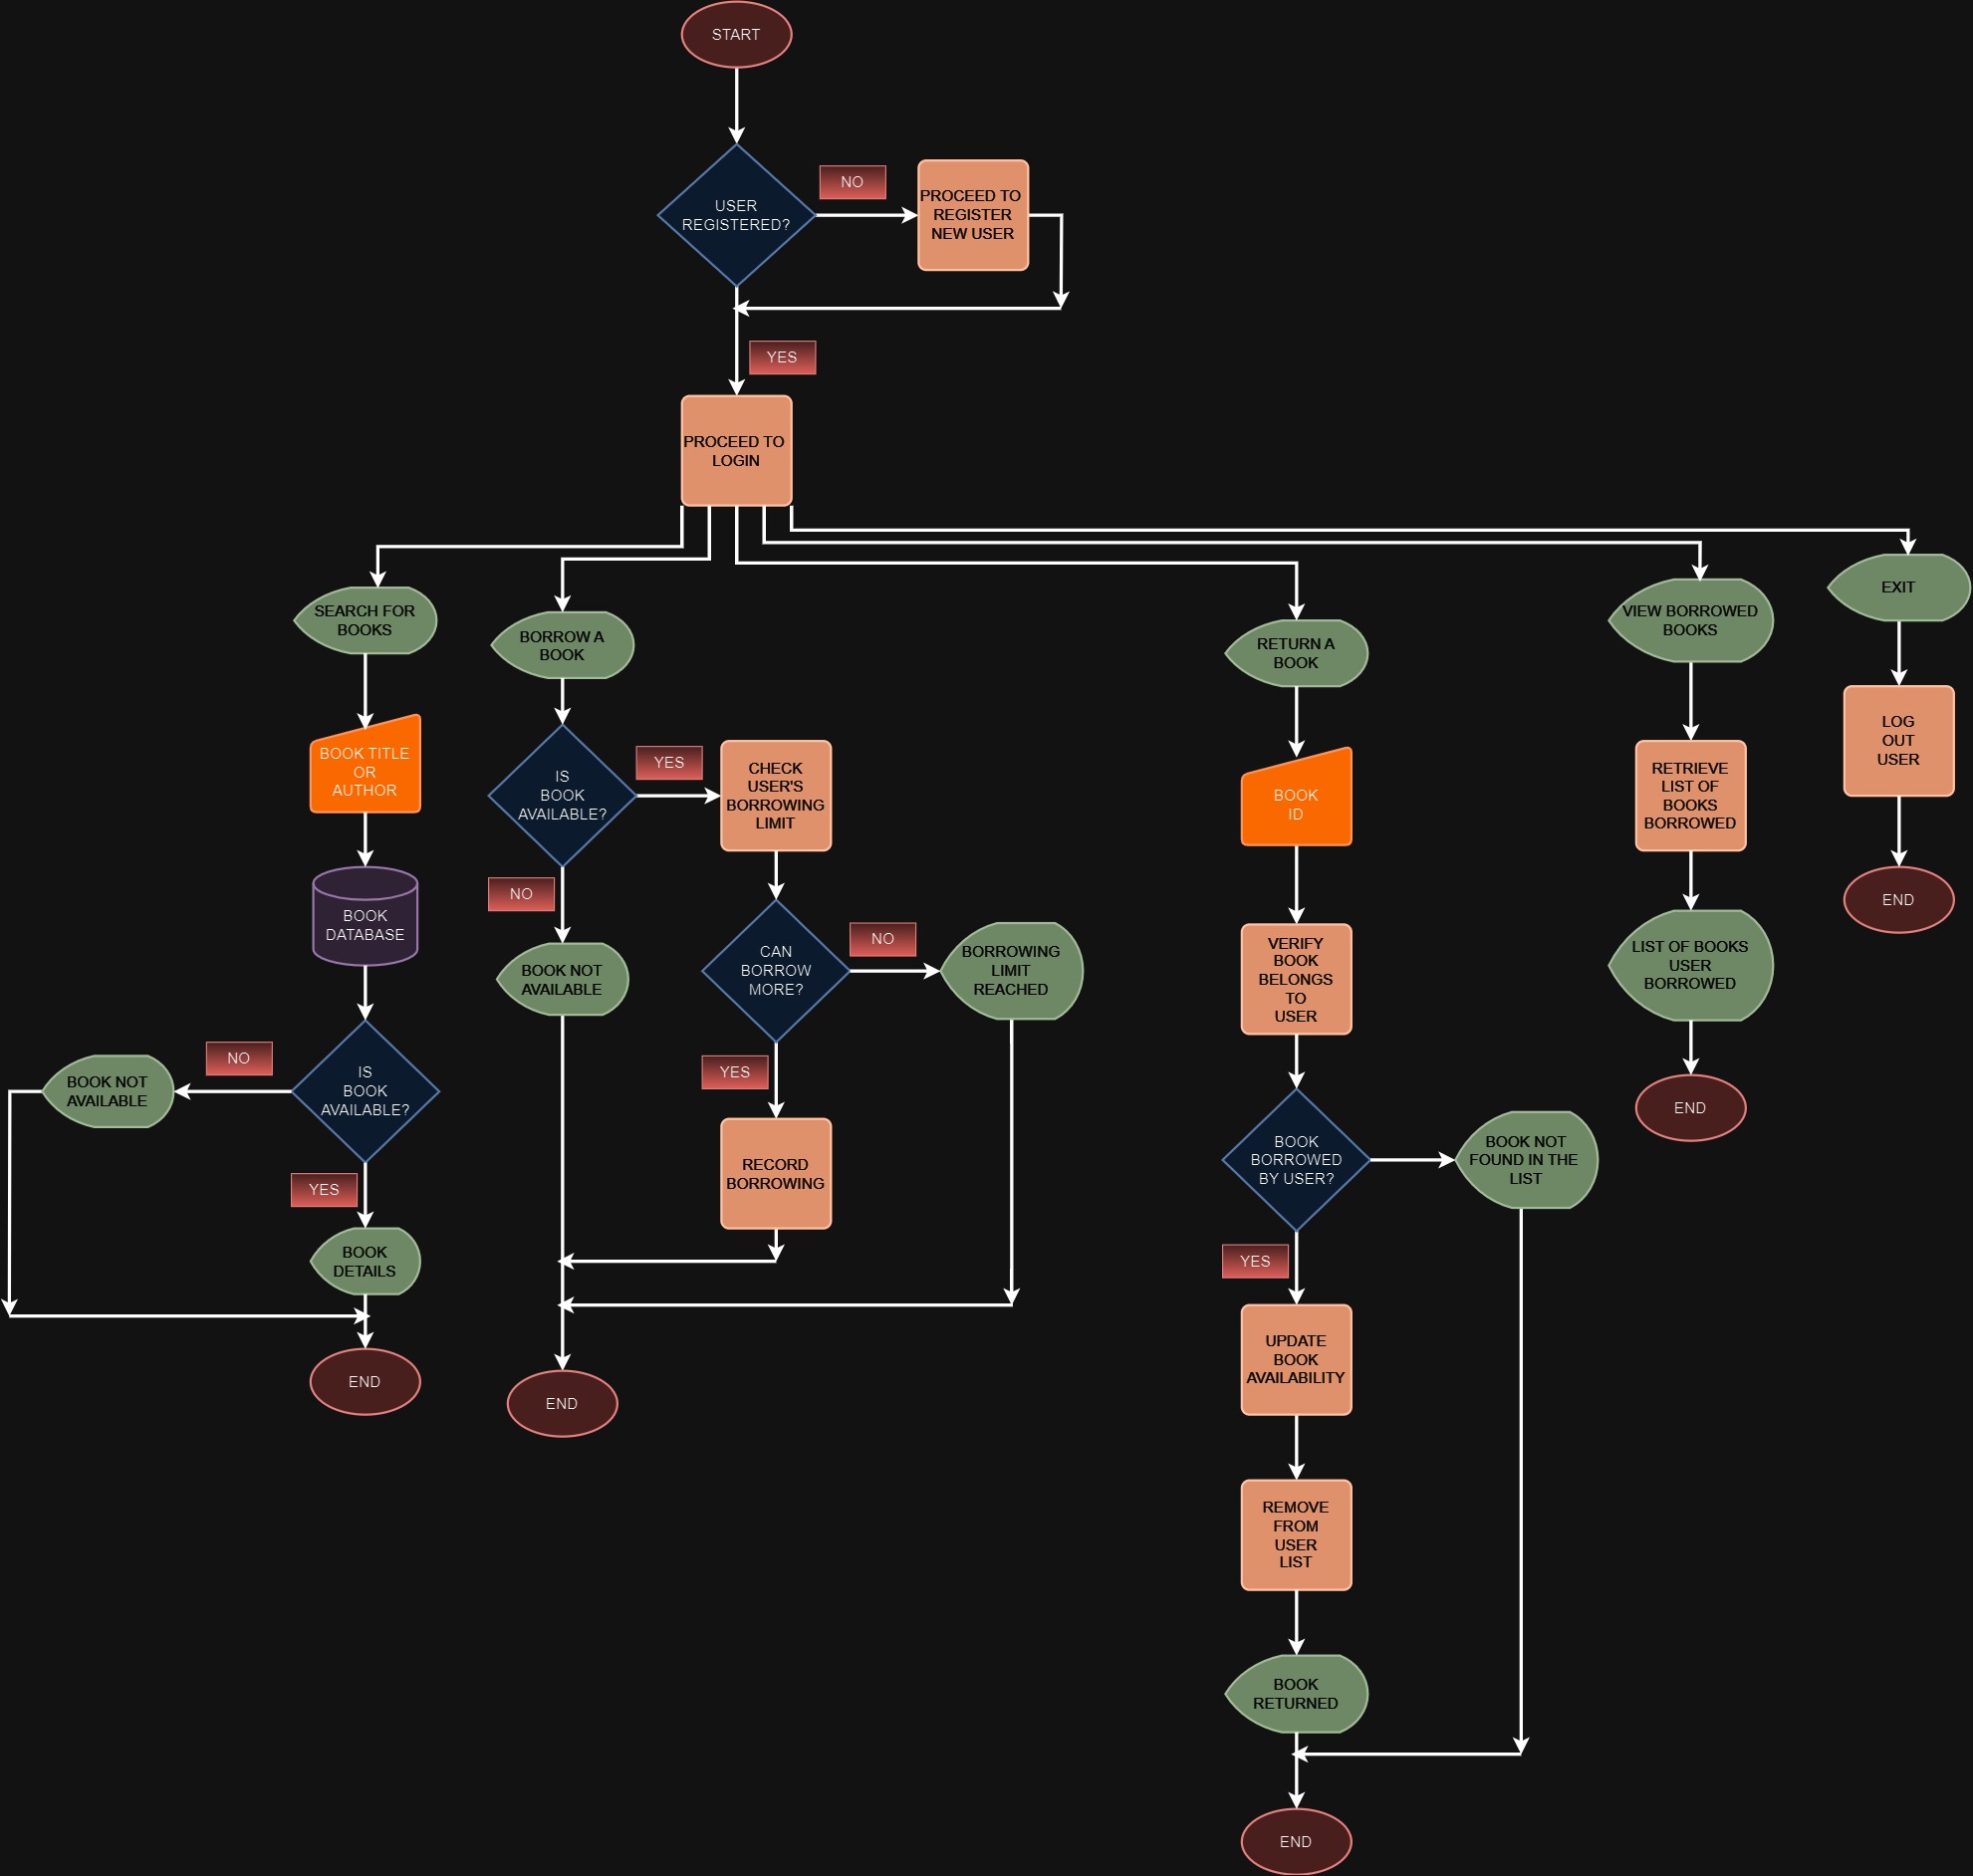 START
USER
REGISTERED?
NO
PROCEED TO
REGISTER
NEW USER
YES
PROCEED TO
LOGIN
SEARCH FOR
BOOKS
BOOK TITLE
OR
AUTHOR
BOOK
DATABASE
IS
BOOK
AVAILABLE?
NO
BOOK NOT
AVAILABLE
YES
BOOK
DETAILS
END
BORROW A
BOOK
IS
BOOK
AVAILABLE?
YES
CHECK
USER'S
BORROWING
LIMIT
NO
BOOK NOT
AVAILABLE
CAN
BORROW
MORE?
NO
BORROWING
LIMIT
REACHED
YES
RECORD
BORROWING
END
RETURN A
BOOK
BOOK
ID
VERIFY
BOOK
BELONGS
TO
USER
BOOK
BORROWED
BY USER?
BOOK NOT
FOUND IN THE
LIST
YES
UPDATE
BOOK
AVAILABILITY
REMOVE
FROM
USER
LIST
BOOK
RETURNED
END
VIEW BORROWED
BOOKS
RETRIEVE
LIST OF
BOOKS
BORROWED
LIST OF BOOKS
USER
BORROWED
END
EXIT
LOG
OUT
USER
END